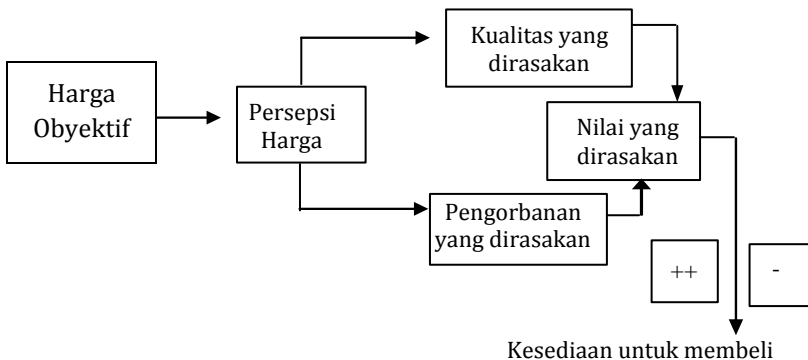 Harga
Obyektif
Persepsi
Harga
Kualitas yang
dirasakan
Nilai yang
dirasakan
Pengorbanan
yang dirasakan
++
-
Kesediaan untuk membeli